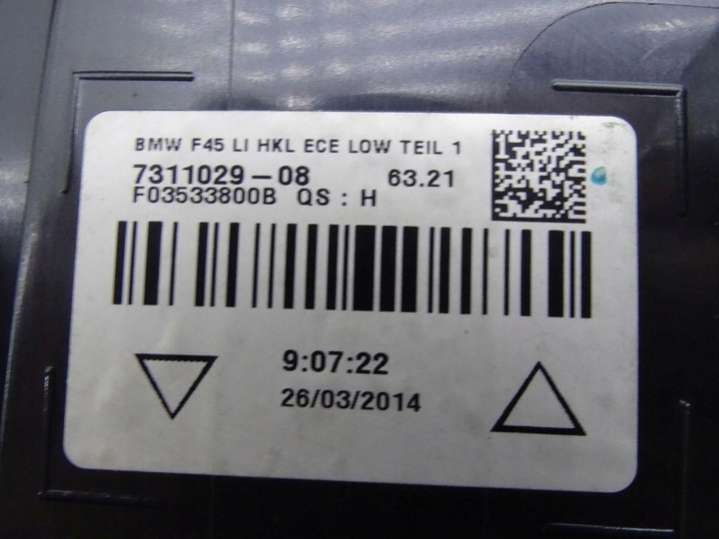 BMW F45 LI HKL ECE LOW TEIL 1
7311029-08 63.21
F03533800B QS : H
9:07:22
26/03/2014